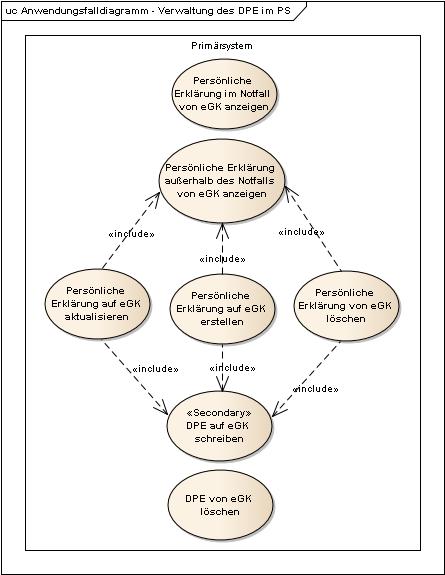 uc Anwendungsfalldiagramm - Verwaltung des DPE im PS
Primärsystem
Persönliche
Erklärung im Notfall
von eGK anzeigen
Persönliche Erklärung
außerhalb des Notfalls
von eGK anzeigen
«include»
«include»
«include»
Persönliche
Erklärung auf eGK
aktualisieren
Persönliche
Erklärung auf eGK
erstellen
Persönliche
Erklärung von eGK
löschen
«include»
«include»
«include»
«Secondary»
DPE auf eGK
schreiben
DPE von eGK
löschen